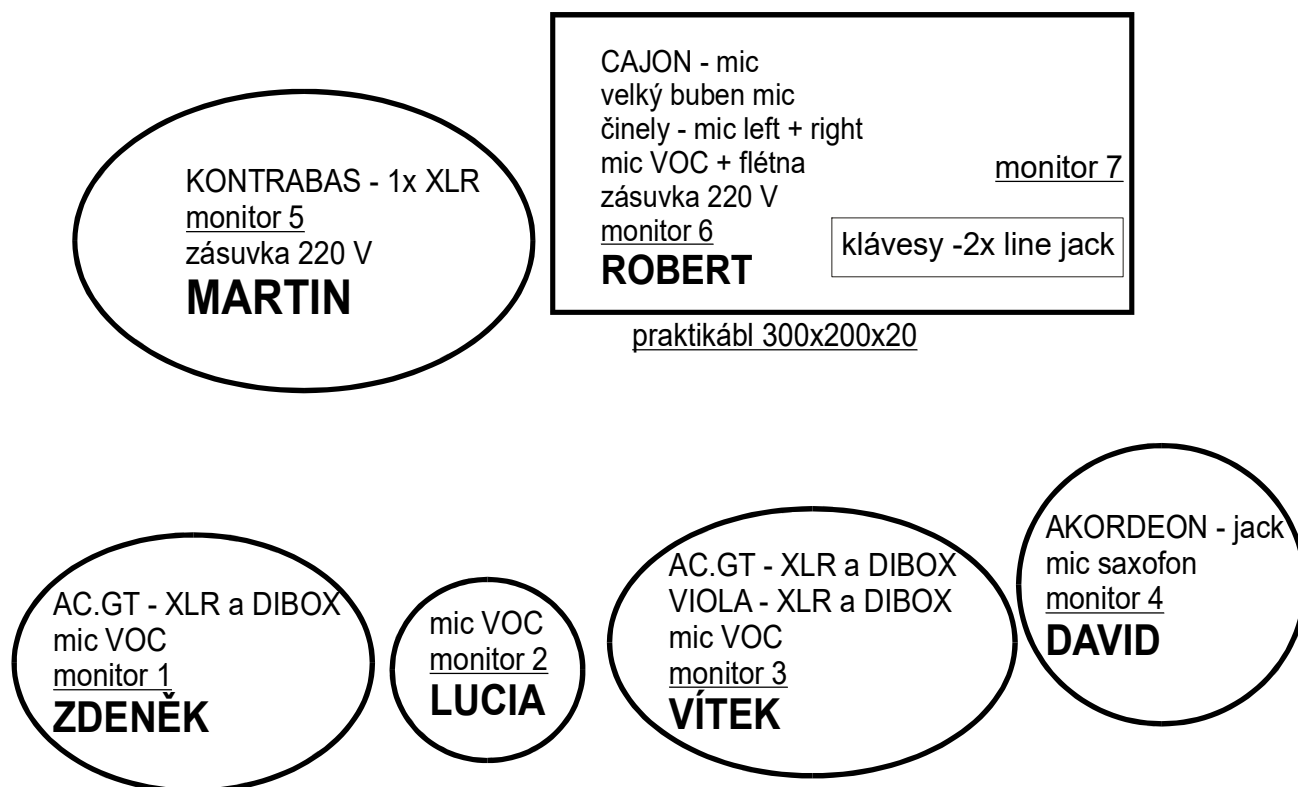 CAJON - mic
velký buben mic
činely - mic left + right
mic VOC + flétna
zásuvka 220 V
monitor 6
ROBERT
monitor 7
klávesy -2x line jack
praktikábl 300x200x20
KONTRABAS - 1x XLR
monitor 5
zásuvka 220 V
MARTIN
AC.GT - XLR a DIBOX
mic VOC
monitor 1
ZDENĚK
mic VOC
monitor 2
LUCIA
AC.GT - XLR a DIBOX
VIOLA - XLR a DIBOX
mic VOC
monitor 3
VÍTEK
AKORDEON - jack
mic saxofon
monitor 4
DAVID